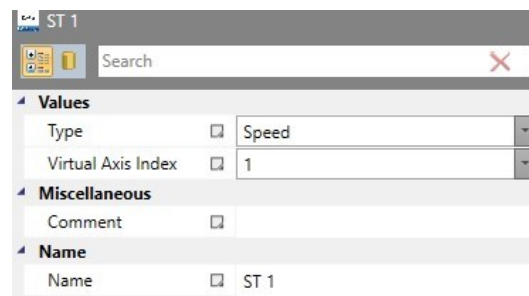 ST 1
Search
Values
Type Speed
Virtual Axis Index 1
Miscellaneous
Comment
Name
Name ST 1